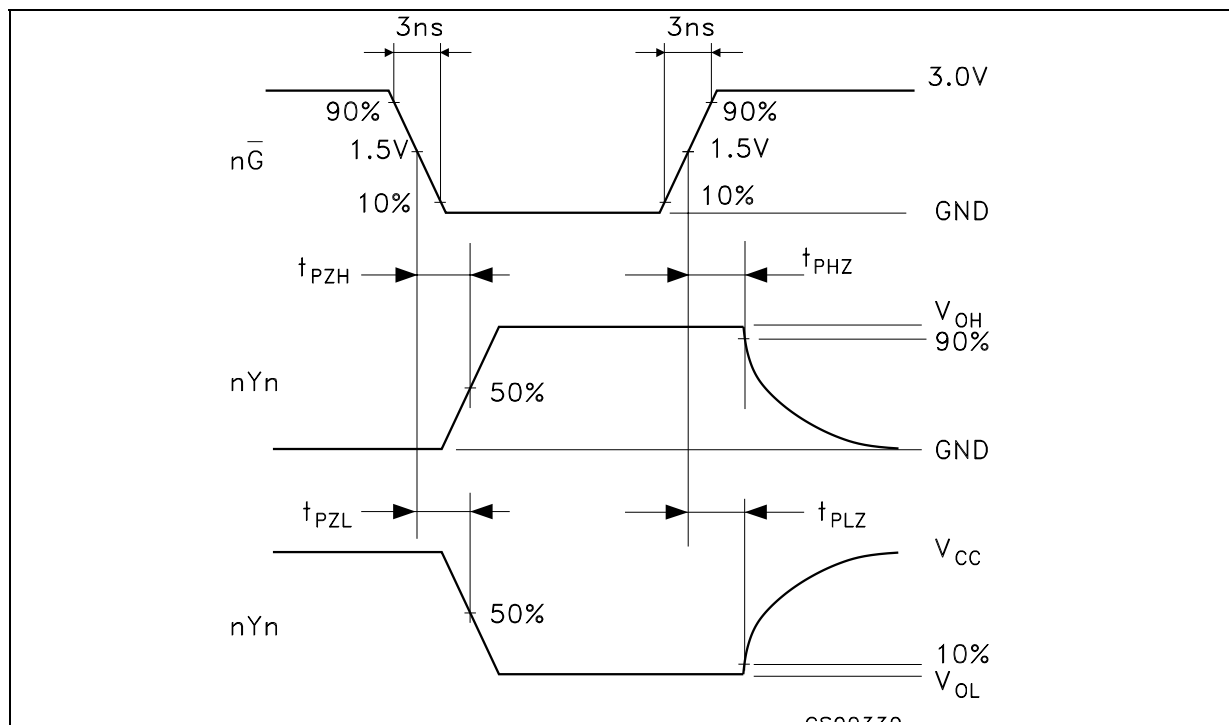 3ns 3ns
3.0V
90% 90%
nG̅ 1.5V 1.5V
10% 10%
GND
tPZH tPHZ
VOH
90%
nYn 50%
GND
tPZL tPLZ
VCC
50%
nYn
10%
VOL